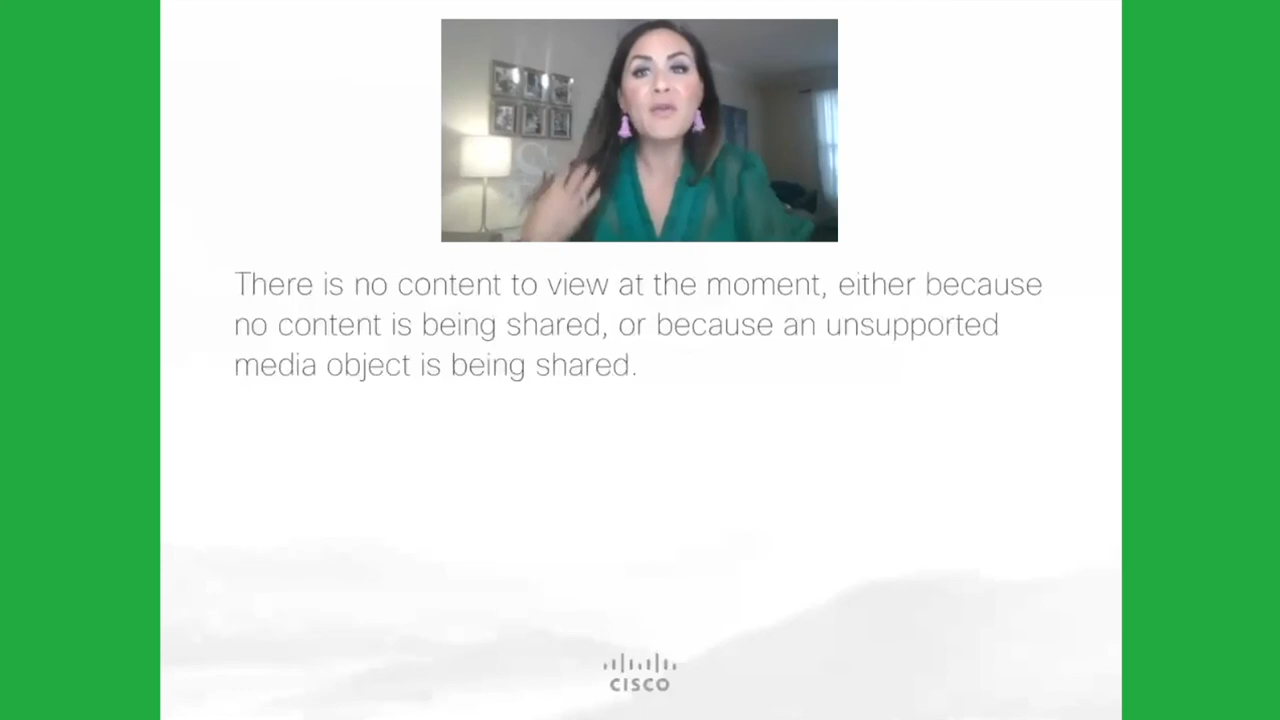 There is no content to view at the moment, either because
no content is being shared, or because an unsupported
media object is being shared.
CISCO